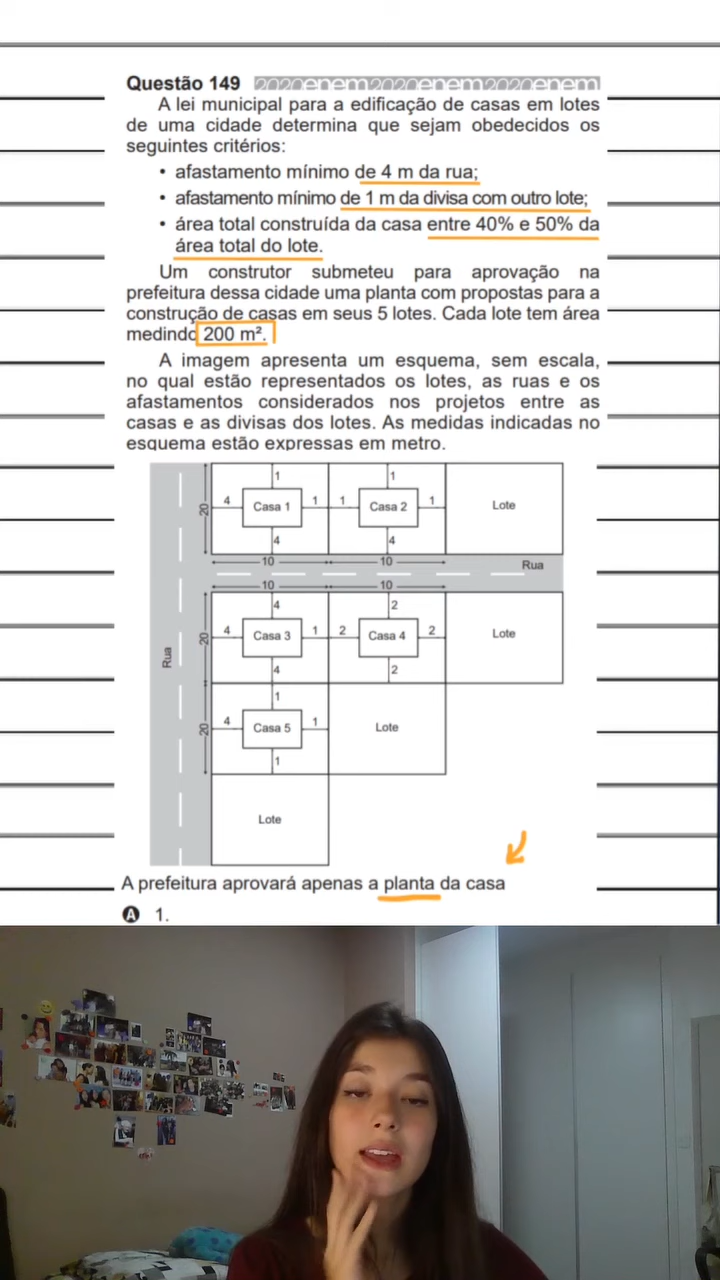 Questão 149 2020enem2020enem2020enem
A lei municipal para a edificação de casas em lotes
de uma cidade determina que sejam obedecidos os
seguintes critérios:
• afastamento mínimo de 4 m da rua;
• afastamento mínimo de 1 m da divisa com outro lote;
• área total construída da casa entre 40% e 50% da
área total do lote.
Um construtor submeteu para aprovação na
prefeitura dessa cidade uma planta com propostas para a
construção de casas em seus 5 lotes. Cada lote tem área
medindo 200 m².
A imagem apresenta um esquema, sem escala,
no qual estão representados os lotes, as ruas e os
afastamentos considerados nos projetos entre as
casas e as divisas dos lotes. As medidas indicadas no
esquema estão expressas em metro.
1 1
20 4 Casa 1 1 1 Casa 2 1 Lote
4 4
10 10 Rua
10 10
4 2
20 4 Casa 3 1 2 Casa 4 2 Lote
Rua
4 2
1
20 4 Casa 5 1 Lote
1
Lote
A prefeitura aprovará apenas a planta da casa
A 1.